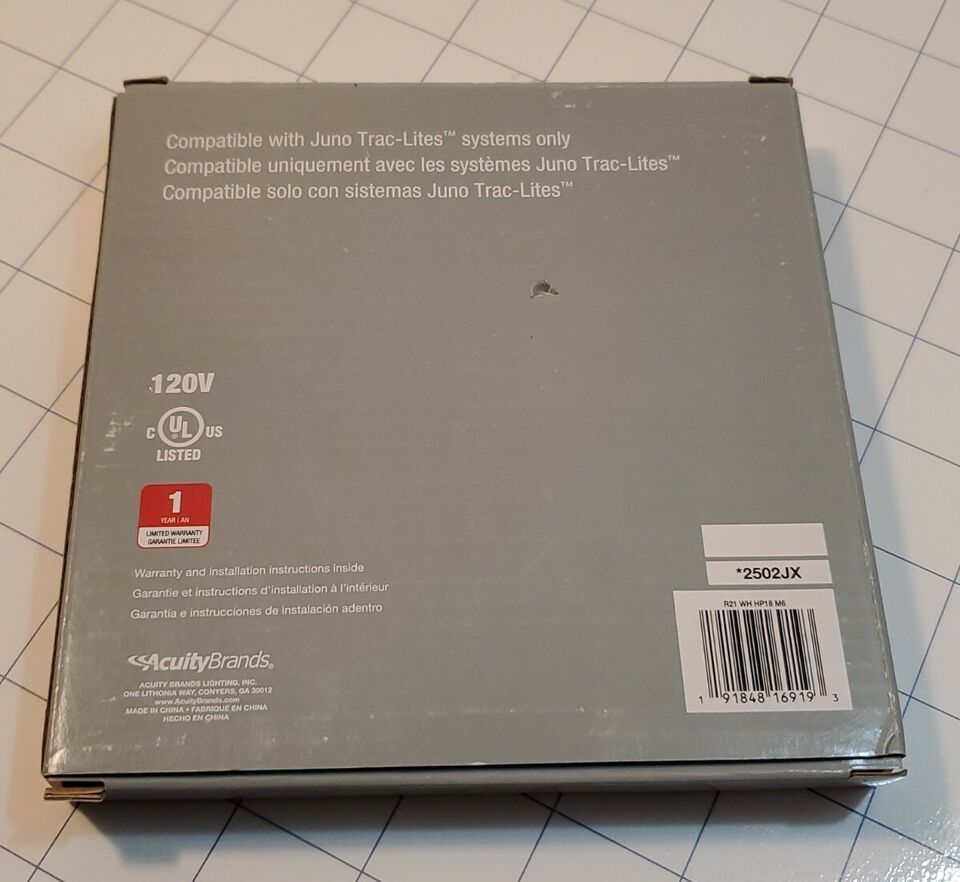 Compatible with Juno Trac-Lites™ systems only
Compatible uniquement avec les systèmes Juno Trac-Lites™
Compatible solo con sistemas Juno Trac-Lites™
120V
C UL US
®
LISTED
1
YEAR | AN
LIMITED WARRANTY
GARANTIE LIMITEE
Warranty and installation instructions inside
Garantie et instructions d'installation à l'intérieur
Garantía e instrucciones de instalación adentro
AcuityBrands®
ACUITY BRANDS LIGHTING, INC.
ONE LITHONIA WAY, CONYERS, GA 30012
www.AcuityBrands.com
MADE IN CHINA • FABRIQUÉ EN CHINA
HECHO EN CHINA
*2502JX
R21 WH HP18 M6
1 91848 16919 3